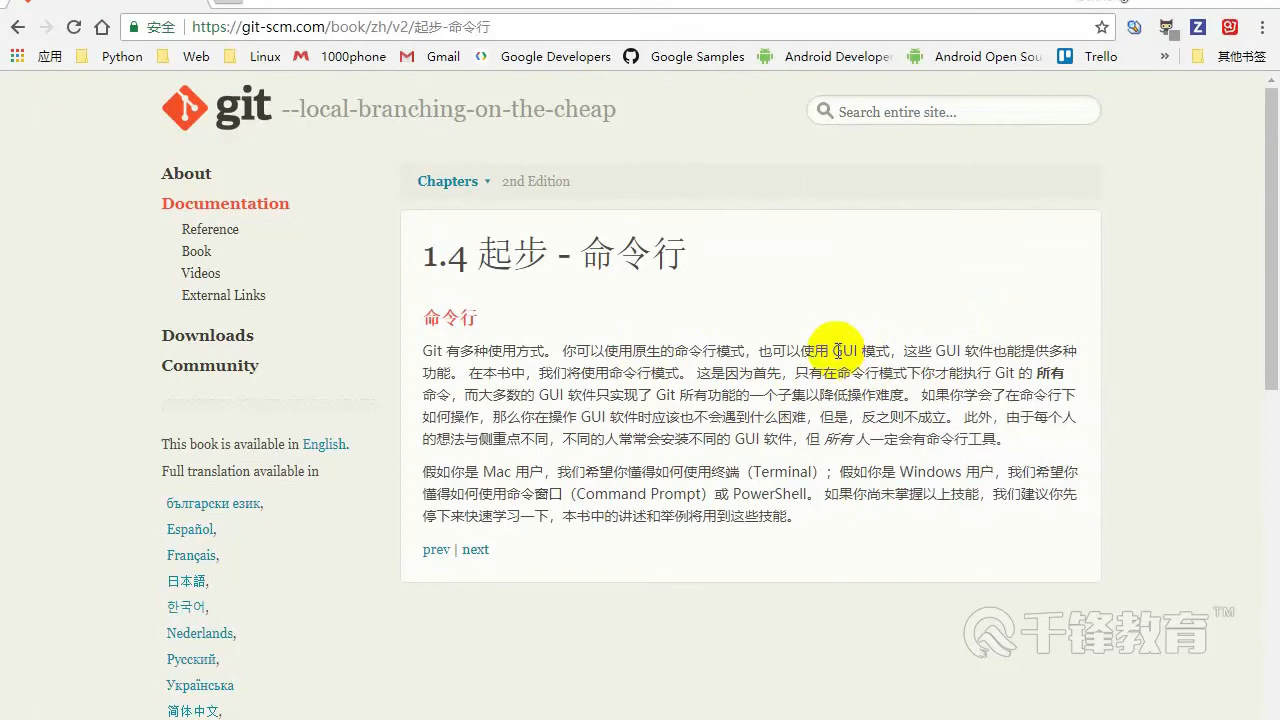 安全 | https://git-scm.com/book/zh/v2/起步-命令行
应用 Python Web Linux 1000phone Gmail Google Developers Google Samples Android Developer Android Open Sou Trello » 其他书签
git --local-branching-on-the-cheap
Search entire site...
About
Documentation
Reference
Book
Videos
External Links
Downloads
Community
This book is available in English.
Full translation available in
български език,
Español,
Français,
日本語,
한국어,
Nederlands,
Русский,
Українська
简体中文,
Chapters ▾ 2nd Edition
1.4 起步 - 命令行
命令行
Git 有多种使用方式。 你可以使用原生的命令行模式，也可以使用 GUI 模式，这些 GUI 软件也能提供多种
功能。 在本书中，我们将使用命令行模式。 这是因为首先，只有在命令行模式下你才能执行 Git 的 所有
命令，而大多数的 GUI 软件只实现了 Git 所有功能的一个子集以降低操作难度。 如果你学会了在命令行下
如何操作，那么你在操作 GUI 软件时应该也不会遇到什么困难，但是，反之则不成立。 此外，由于每个人
的想法与侧重点不同，不同的人常常会安装不同的 GUI 软件，但 所有 人一定会有命令行工具。
假如你是 Mac 用户，我们希望你懂得如何使用终端（Terminal）；假如你是 Windows 用户，我们希望你
懂得如何使用命令窗口（Command Prompt）或 PowerShell。 如果你尚未掌握以上技能，我们建议你先
停下来快速学习一下，本书中的讲述和举例将用到这些技能。
prev | next
千锋教育™